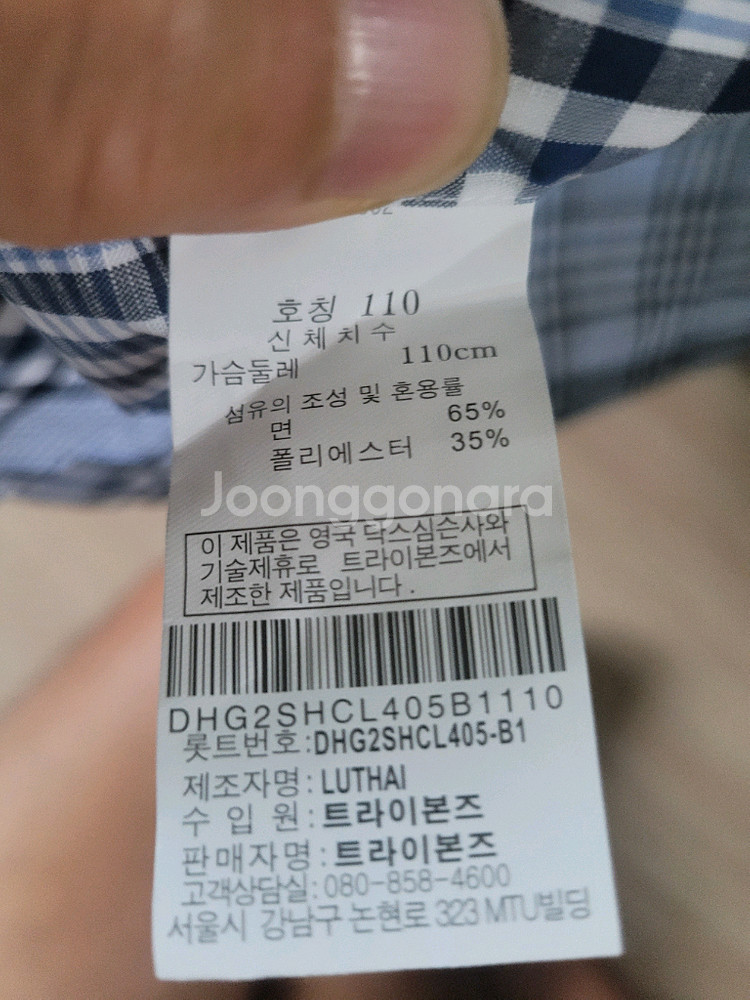 호칭 110
신체치수
가슴둘레 110cm
섬유의 조성 및 혼용률
면 65%
폴리에스터 35%
Joonggonara
이 제품은 영국 닥스심슨사와
기술제휴로 트라이본즈에서
제조한 제품입니다.
DHG2SHCL405B1110
롯트번호:DHG2SHCL405-B1
제조자명: LUTHAI
수 입 원: 트라이본즈
판매자명: 트라이본즈
고객상담실: 080-858-4600
서울시 강남구 논현로 323 MTU빌딩